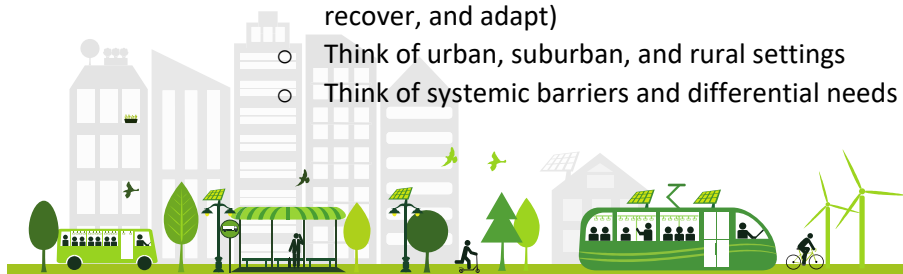 recover, and adapt)
o Think of urban, suburban, and rural settings
o Think of systemic barriers and differential needs